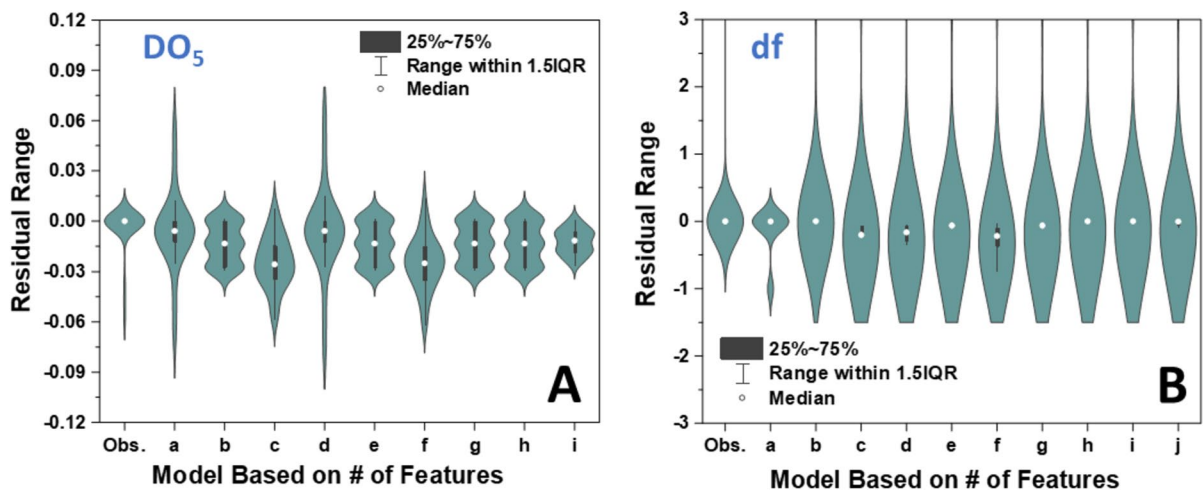 DO5
25%~75%
Range within 1.5IQR
Median
Residual Range
0.12
0.09
0.06
0.03
0.00
-0.03
-0.06
-0.09
-0.12
A
Obs. a b c d e f g h i
Model Based on # of Features
df
Residual Range
3
2
1
0
-1
-2
-3
25%~75%
Range within 1.5IQR
Median
B
Obs. a b c d e f g h i j
Model Based on # of Features